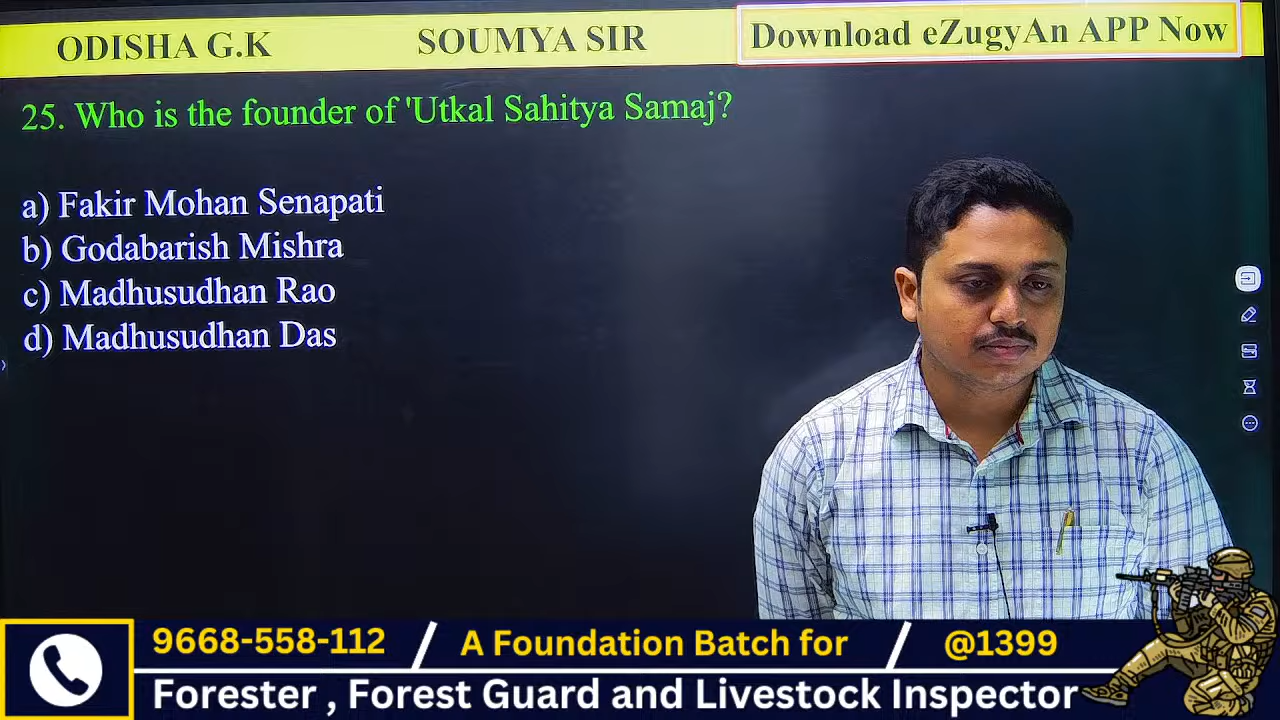 ODISHA G.K SOUMYA SIR Download eZugyAn APP Now
25. Who is the founder of 'Utkal Sahitya Samaj?
a) Fakir Mohan Senapati
b) Godabarish Mishra
c) Madhusudhan Rao
d) Madhusudhan Das
9668-558-112 / A Foundation Batch for / @1399
Forester , Forest Guard and Livestock Inspector